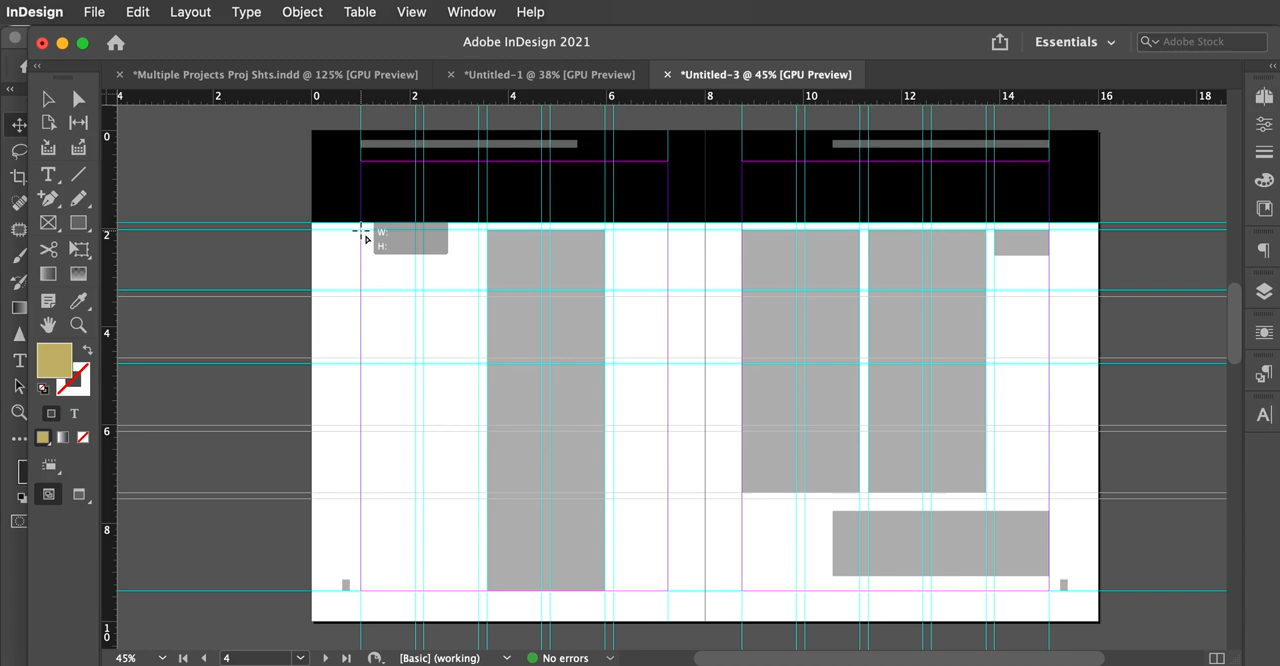 InDesign File Edit Layout Type Object Table View Window Help
Adobe InDesign 2021
Essentials
Adobe Stock
*Multiple Projects Proj Shts.indd @ 125% [GPU Preview]
*Untitled-1 @ 38% [GPU Preview]
*Untitled-3 @ 45% [GPU Preview]
4 2 0 2 4 6 8 10 12 14 16 18
0
2
4
6
8
10
W:
H:
T
T
T
A
45%
4
[Basic] (working)
No errors